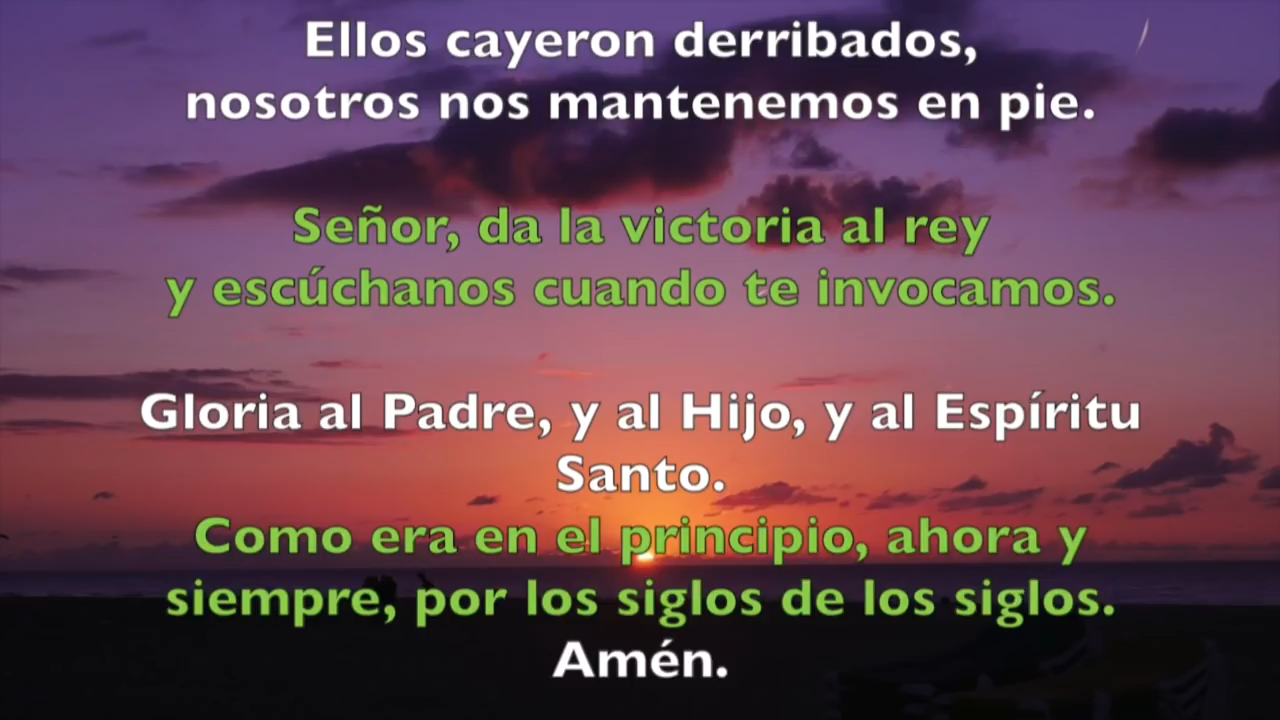 Ellos cayeron derribados,
nosotros nos mantenemos en pie.
Señor, da la victoria al rey
y escúchanos cuando te invocamos.
Gloria al Padre, y al Hijo, y al Espíritu
Santo.
Como era en el principio, ahora y
siempre, por los siglos de los siglos.
Amén.